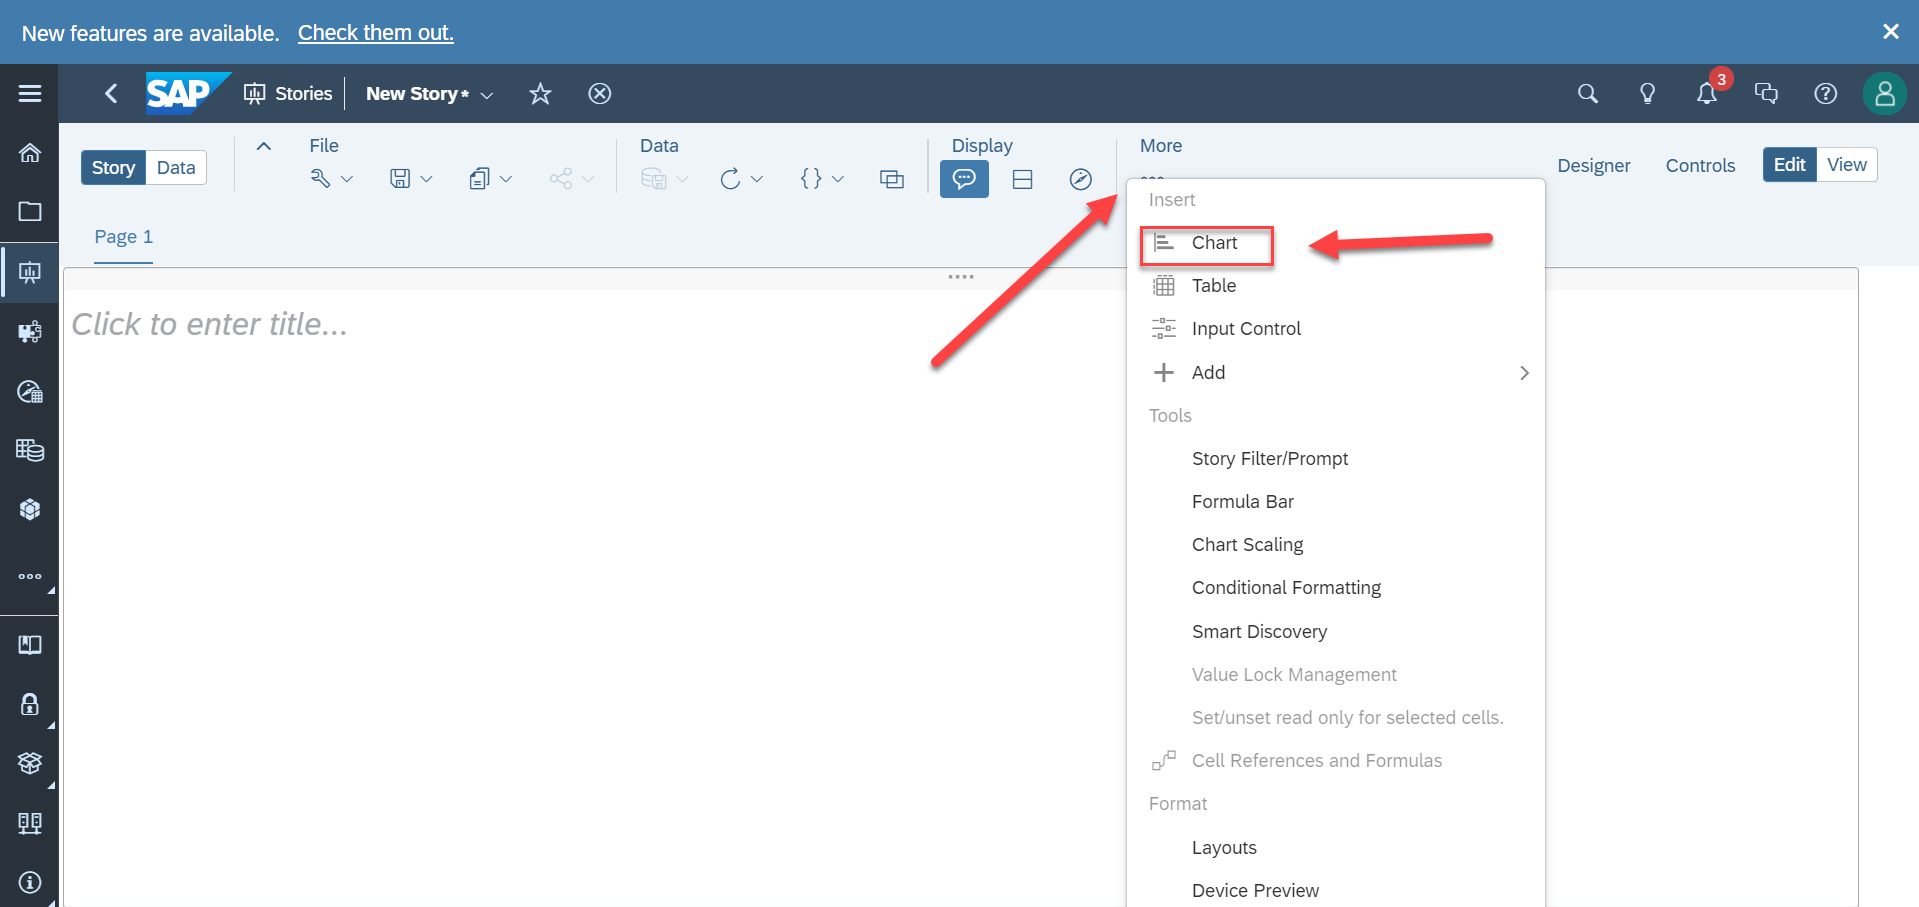 New features are available. Check them out.
SAP Stories New Story* 3
Story Data File Data Display More Designer Controls Edit View
Page 1
Click to enter title...
Insert
Chart
Table
Input Control
Add
Tools
Story Filter/Prompt
Formula Bar
Chart Scaling
Conditional Formatting
Smart Discovery
Value Lock Management
Set/unset read only for selected cells.
Cell References and Formulas
Format
Layouts
Device Preview